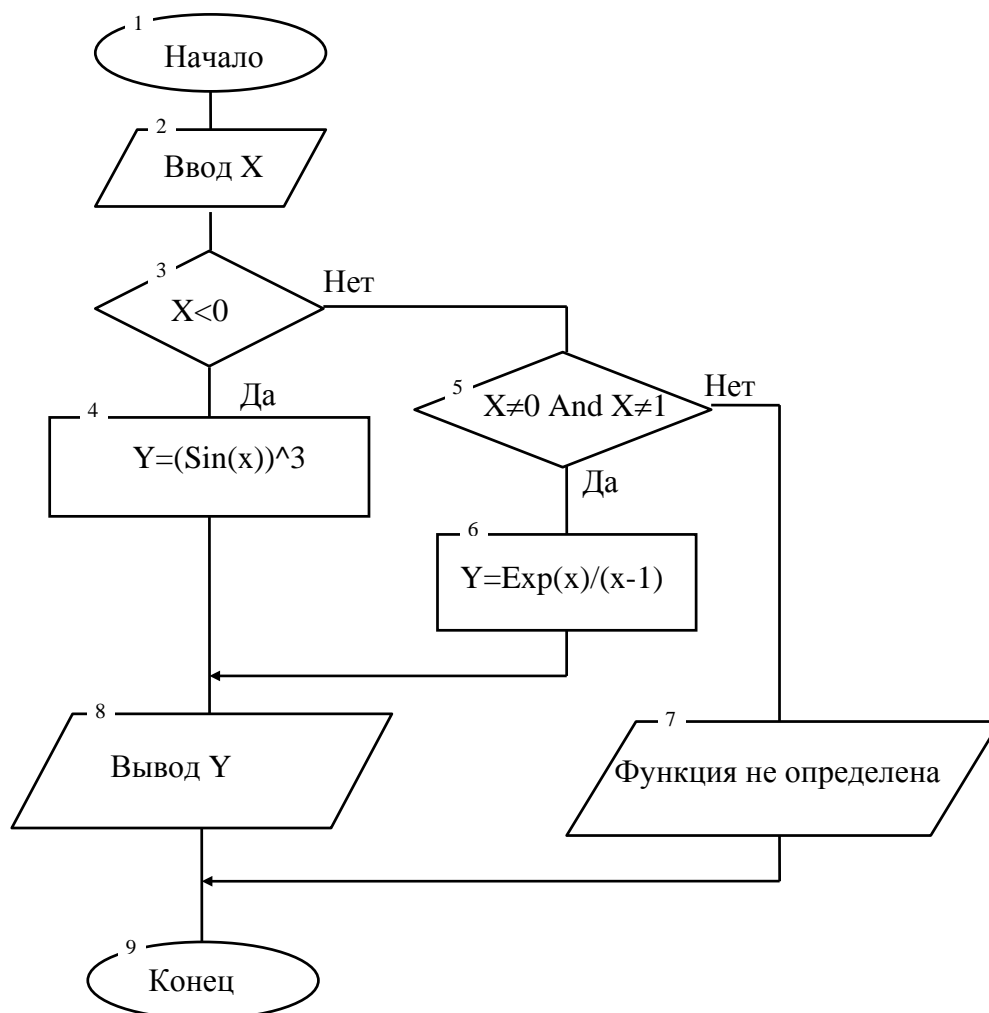 1
Начало
2
Ввод X
3
X<0
Нет
Да
5
X≠0 And X≠1
Нет
Да
4
Y=(Sin(x))^3
6
Y=Exp(x)/(x-1)
8
Вывод Y
7
Функция не определена
9
Конец